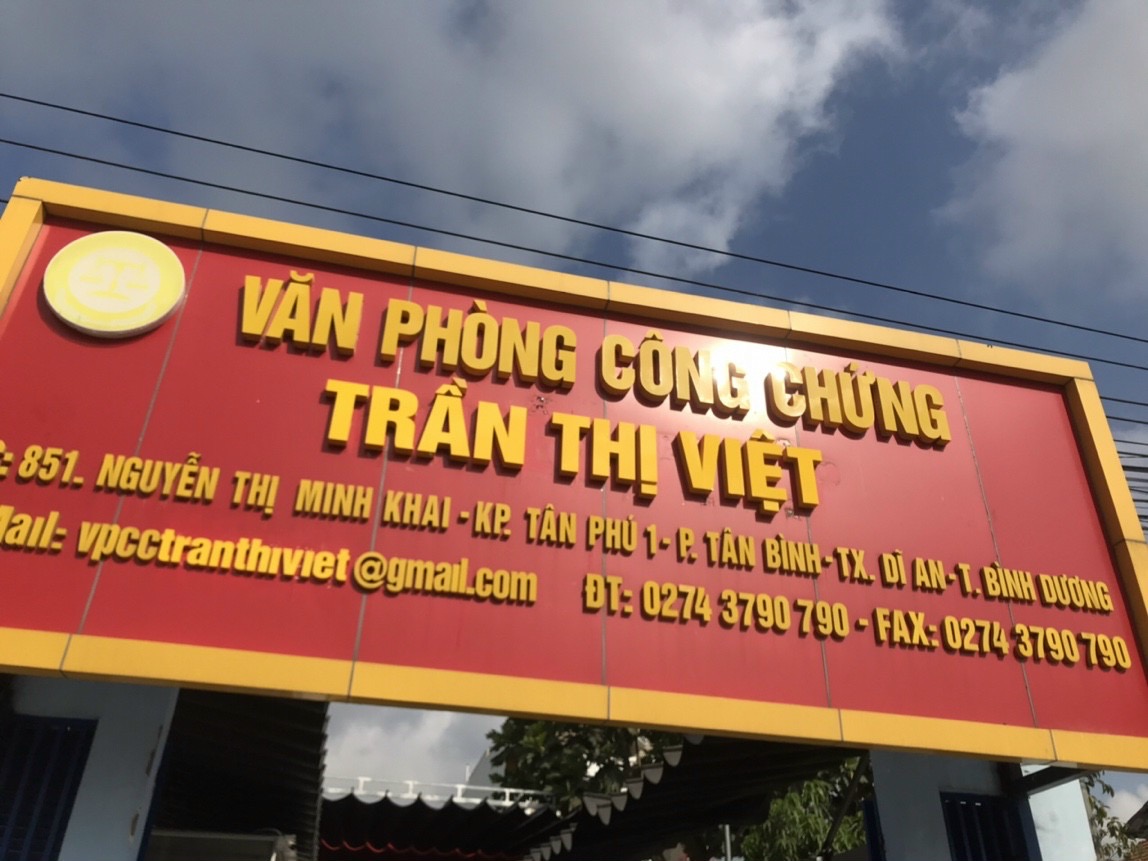 VĂN PHÒNG CÔNG CHỨNG
TRẦN THỊ VIỆT
C: 851. NGUYỄN THỊ MINH KHAI - KP. TÂN PHÚ 1- P. TÂN BÌNH- TX. DĨ AN- T. BÌNH DƯƠNG
Mail: vpcctranthiviet@gmail.com ĐT: 0274 3790 790 - FAX: 0274 3790 790